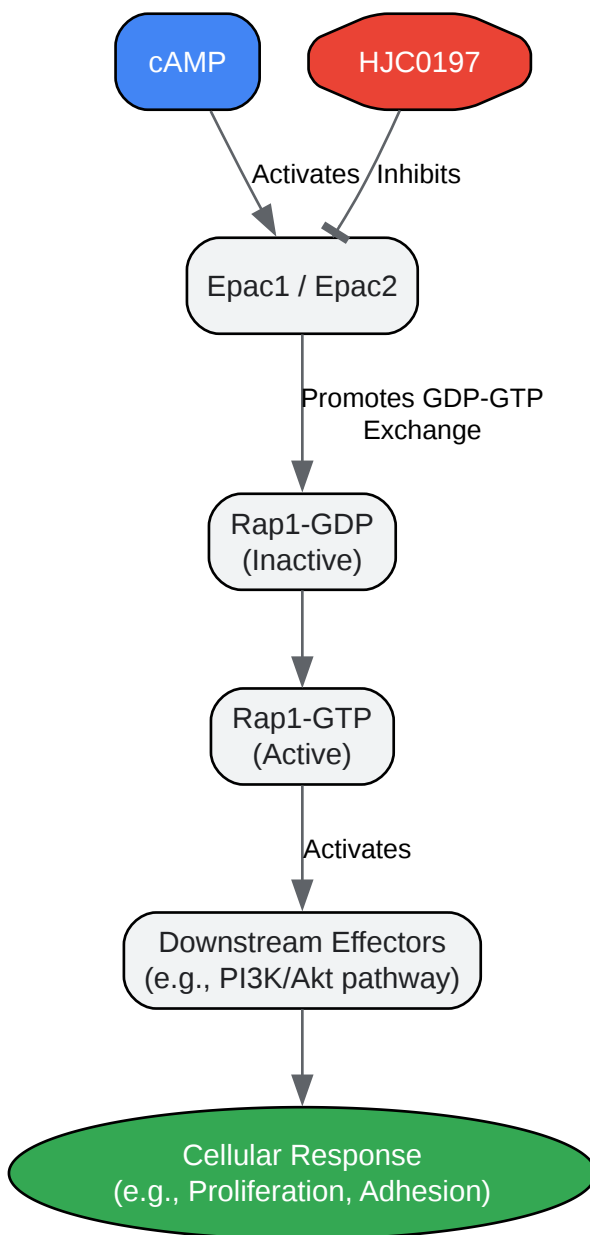 cAMP
HJC0197
Activates
Inhibits
Epac1 / Epac2
Promotes GDP-GTP
Exchange
Rap1-GDP
(Inactive)
Rap1-GTP
(Active)
Activates
Downstream Effectors
(e.g., PI3K/Akt pathway)
Cellular Response
(e.g., Proliferation, Adhesion)